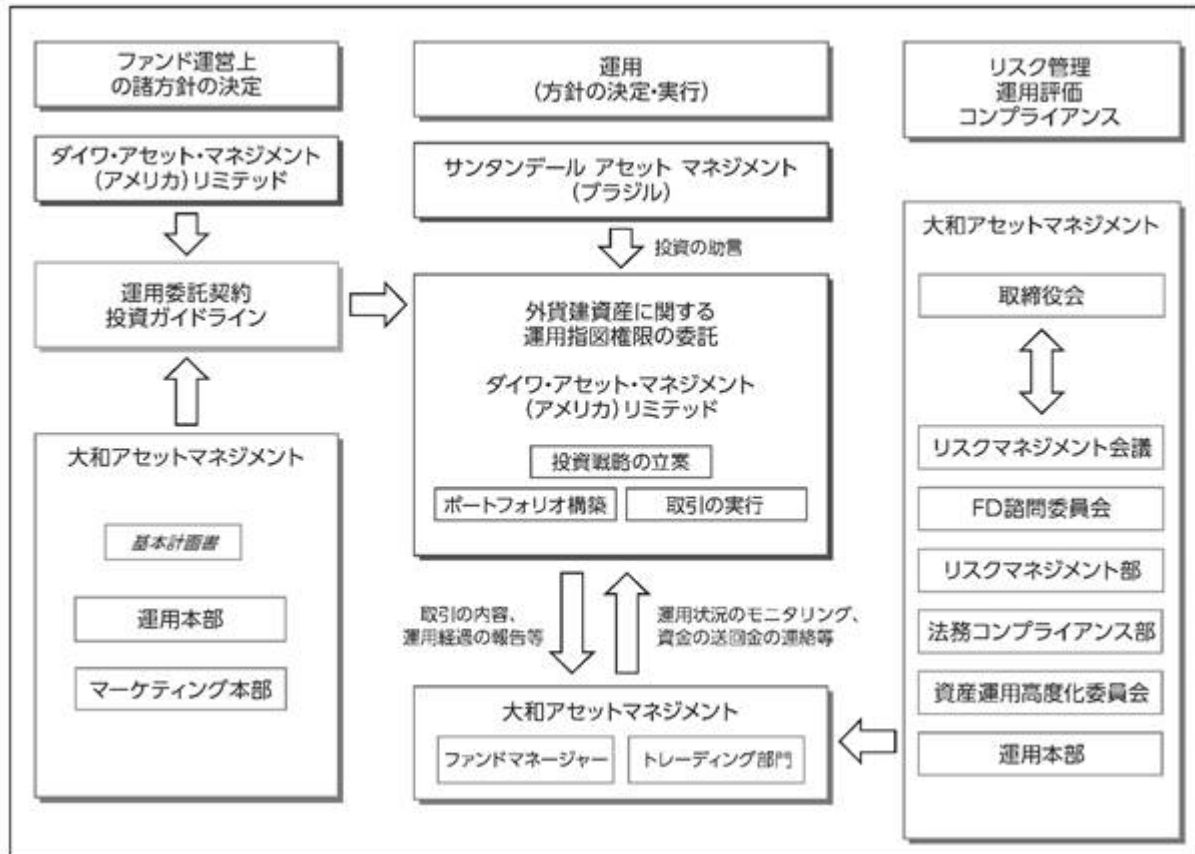 ファンド運営上
の諸方針の決定
ダイワ・アセット・マネジメント
(アメリカ)リミテッド
運用委託契約
投資ガイドライン
大和アセットマネジメント
基本計画書
運用本部
マーケティング本部
運用
(方針の決定・実行)
サンタンデール アセット マネジメント
(ブラジル)
投資の助言
外貨建資産に関する
運用指図権限の委託
ダイワ・アセット・マネジメント
(アメリカ)リミテッド
投資戦略の立案
ポートフォリオ構築
取引の実行
取引の内容、
運用経過の報告等
運用状況のモニタリング、
資金の送回金の連絡等
大和アセットマネジメント
ファンドマネージャー
トレーディング部門
リスク管理
運用評価
コンプライアンス
大和アセットマネジメント
取締役会
リスクマネジメント会議
FD諮問委員会
リスクマネジメント部
法務コンプライアンス部
資産運用高度化委員会
運用本部